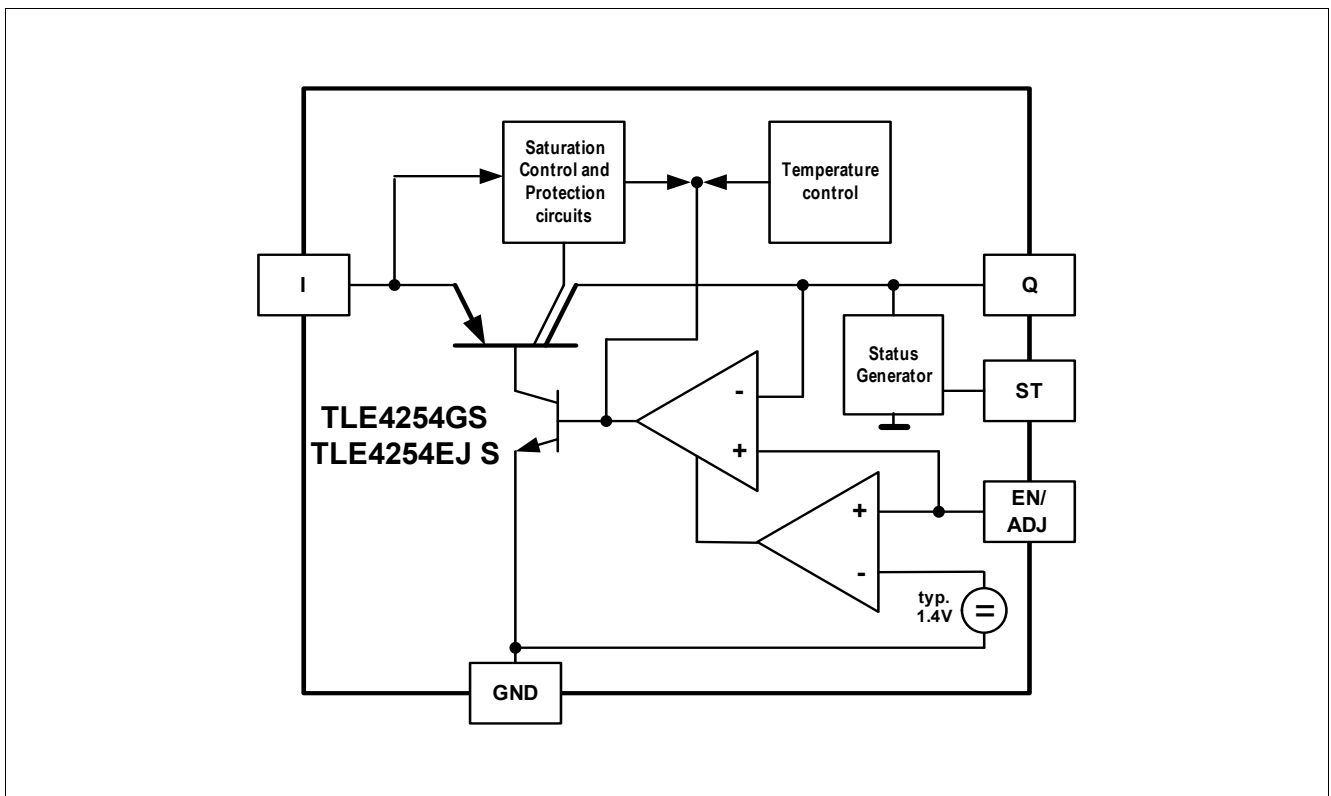 Saturation
Control and
Protection
circuits
Temperature
control
I
Q
Status
Generator
ST
-
+
TLE4254GS
TLE4254EJ S
EN/
ADJ
+
-
typ.
1.4V
=
GND